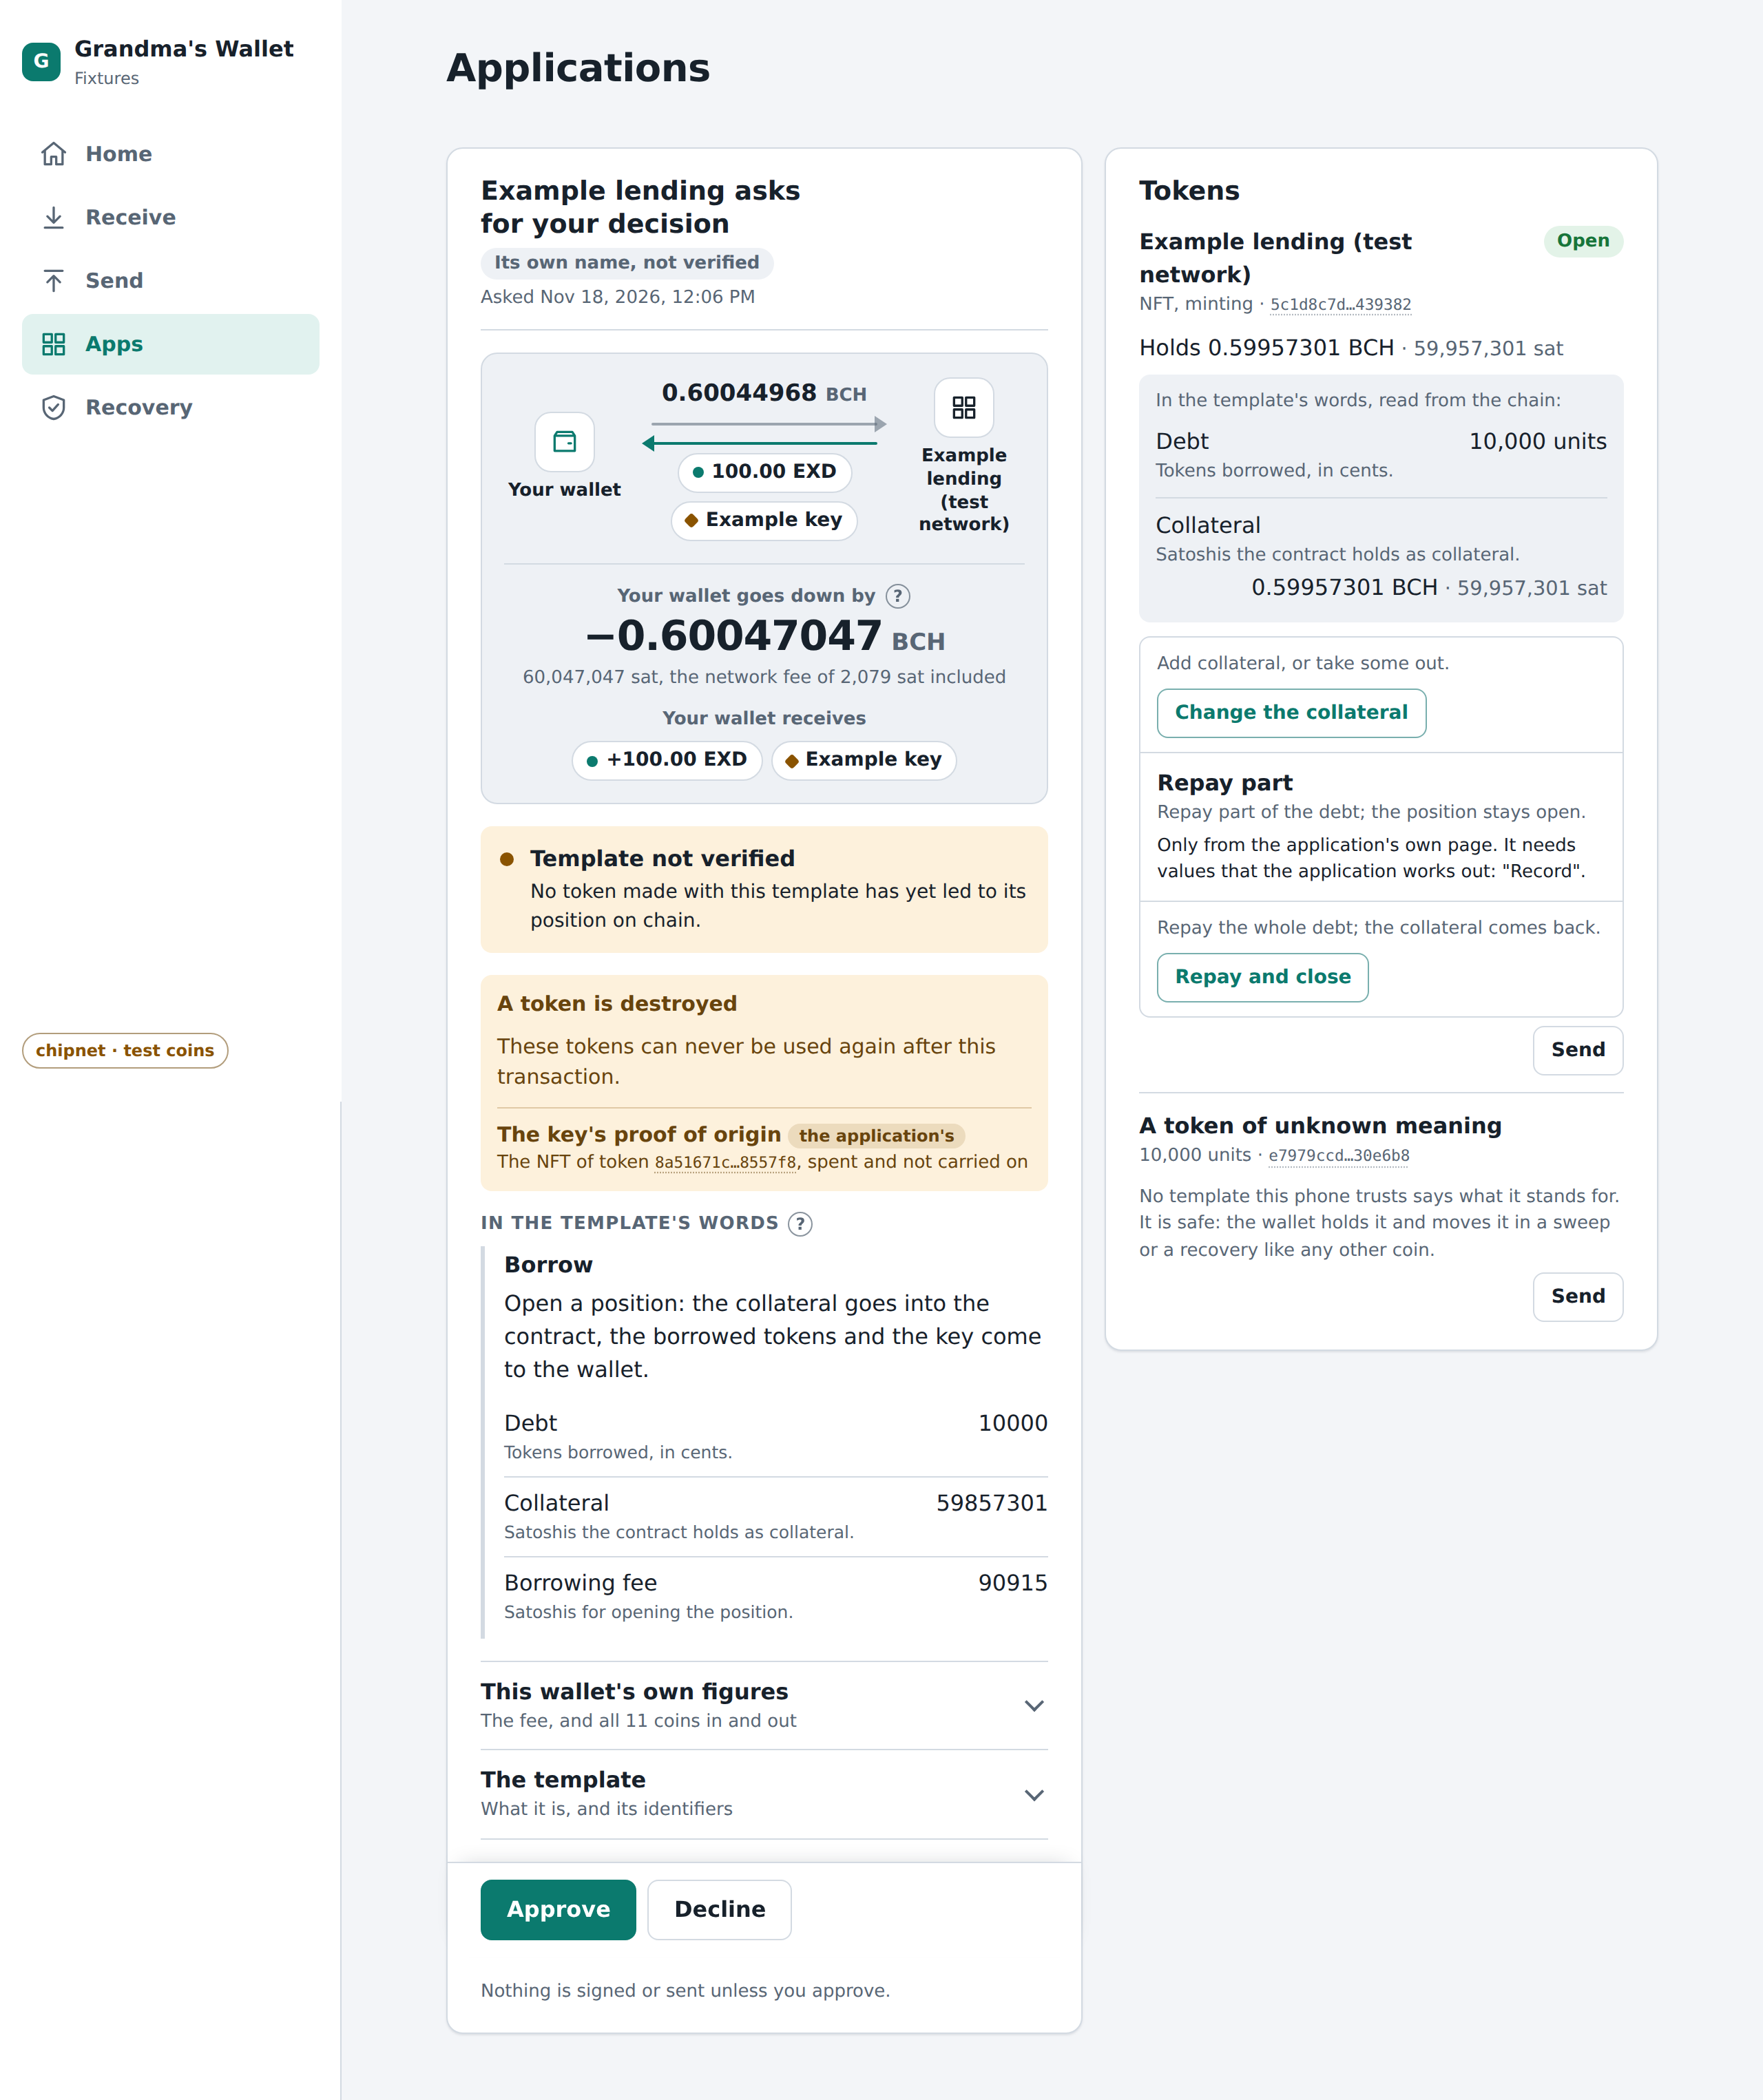 G
Grandma's Wallet
Fixtures
Home
Receive
Send
Apps
Recovery
chipnet · test coins
Applications
Example lending asks
for your decision
Its own name, not verified
Asked Nov 18, 2026, 12:06 PM
0.60044968 BCH
Your wallet
100.00 EXD
Example key
Example
lending
(test
network)
Your wallet goes down by ?
−0.60047047 BCH
60,047,047 sat, the network fee of 2,079 sat included
Your wallet receives
+100.00 EXD
Example key
Template not verified
No token made with this template has yet led to its
position on chain.
A token is destroyed
These tokens can never be used again after this
transaction.
The key's proof of origin the application's
The NFT of token 8a51671c…8557f8, spent and not carried on
IN THE TEMPLATE'S WORDS ?
Borrow
Open a position: the collateral goes into the
contract, the borrowed tokens and the key come
to the wallet.
Debt 10000
Tokens borrowed, in cents.
Collateral 59857301
Satoshis the contract holds as collateral.
Borrowing fee 90915
Satoshis for opening the position.
This wallet's own figures
The fee, and all 11 coins in and out
The template
What it is, and its identifiers
Approve
Decline
Nothing is signed or sent unless you approve.
Tokens
Example lending (test
network)
Open
NFT, minting · 5c1d8c7d…439382
Holds 0.59957301 BCH · 59,957,301 sat
In the template's words, read from the chain:
Debt 10,000 units
Tokens borrowed, in cents.
Collateral
Satoshis the contract holds as collateral.
0.59957301 BCH · 59,957,301 sat
Add collateral, or take some out.
Change the collateral
Repay part
Repay part of the debt; the position stays open.
Only from the application's own page. It needs
values that the application works out: "Record".
Repay the whole debt; the collateral comes back.
Repay and close
Send
A token of unknown meaning
10,000 units · e7979ccd…30e6b8
No template this phone trusts says what it stands for.
It is safe: the wallet holds it and moves it in a sweep
or a recovery like any other coin.
Send